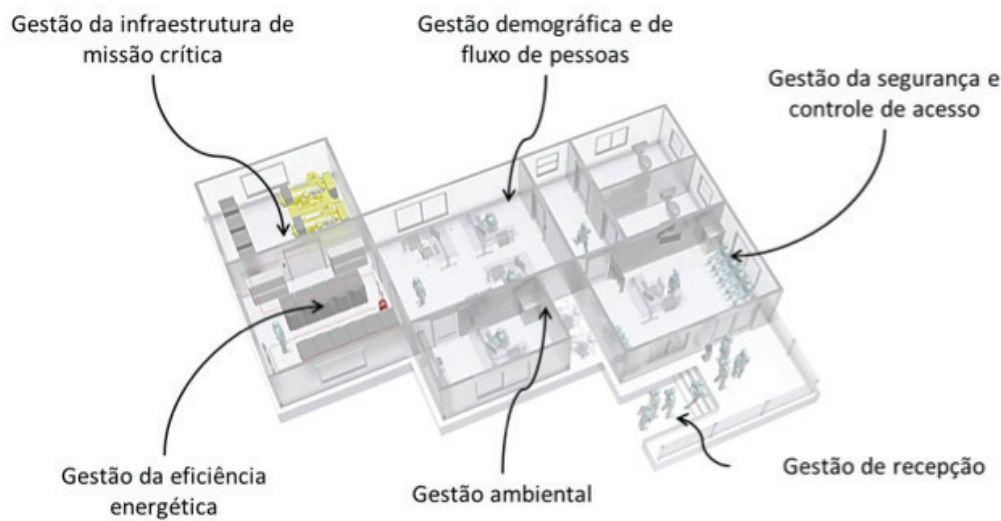 Gestão da infraestrutura de
missão crítica
Gestão demográfica e de
fluxo de pessoas
Gestão da segurança e
controle de acesso
Gestão da eficiência
energética
Gestão ambiental
Gestão de recepção